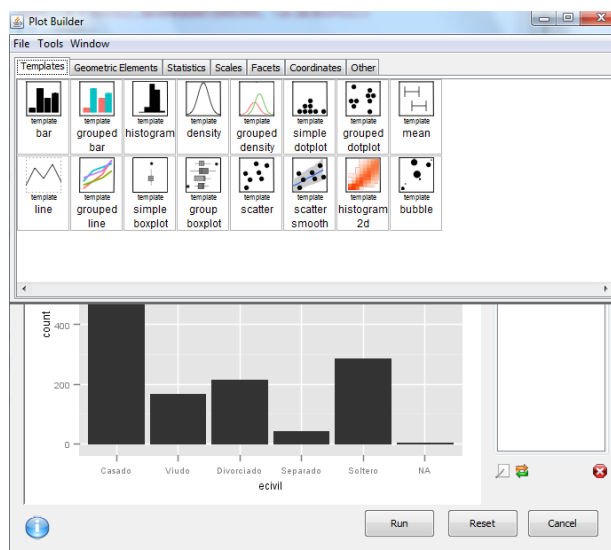 Plot Builder
File Tools Window
Templates Geometric Elements Statistics Scales Facets Coordinates Other
template template template template template template template template
bar grouped bar histogram density grouped density simple dotplot grouped dotplot mean
template template template template template template template template
line grouped line simple boxplot group boxplot scatter scatter smooth histogram 2d bubble
count
400
200
0
Casado Viudo Divorciado Separado Soltero NA
ecivil
Run Reset Cancel